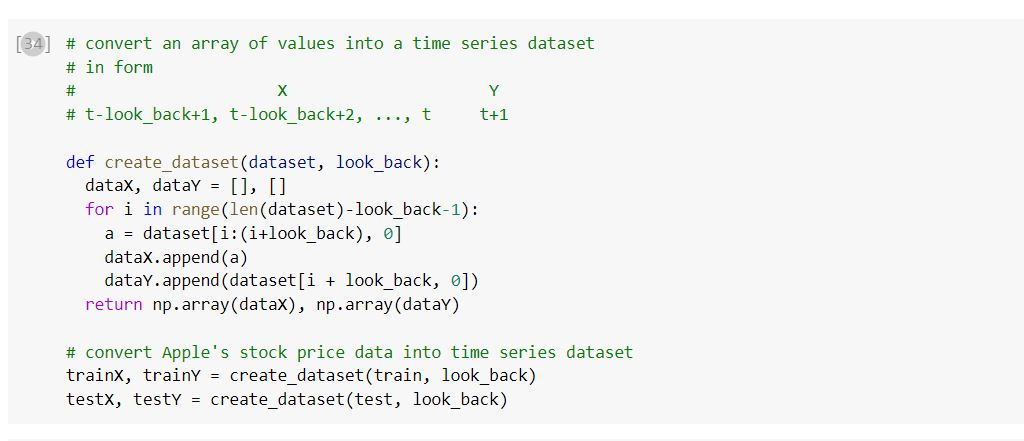 [34] # convert an array of values into a time series dataset
# in form
#                     X                     Y
# t-look_back+1, t-look_back+2, ..., t     t+1
def create_dataset(dataset, look_back):
  dataX, dataY = [], []
  for i in range(len(dataset)-look_back-1):
    a = dataset[i:(i+look_back), 0]
    dataX.append(a)
    dataY.append(dataset[i + look_back, 0])
  return np.array(dataX), np.array(dataY)
# convert Apple's stock price data into time series dataset
trainX, trainY = create_dataset(train, look_back)
testX, testY = create_dataset(test, look_back)